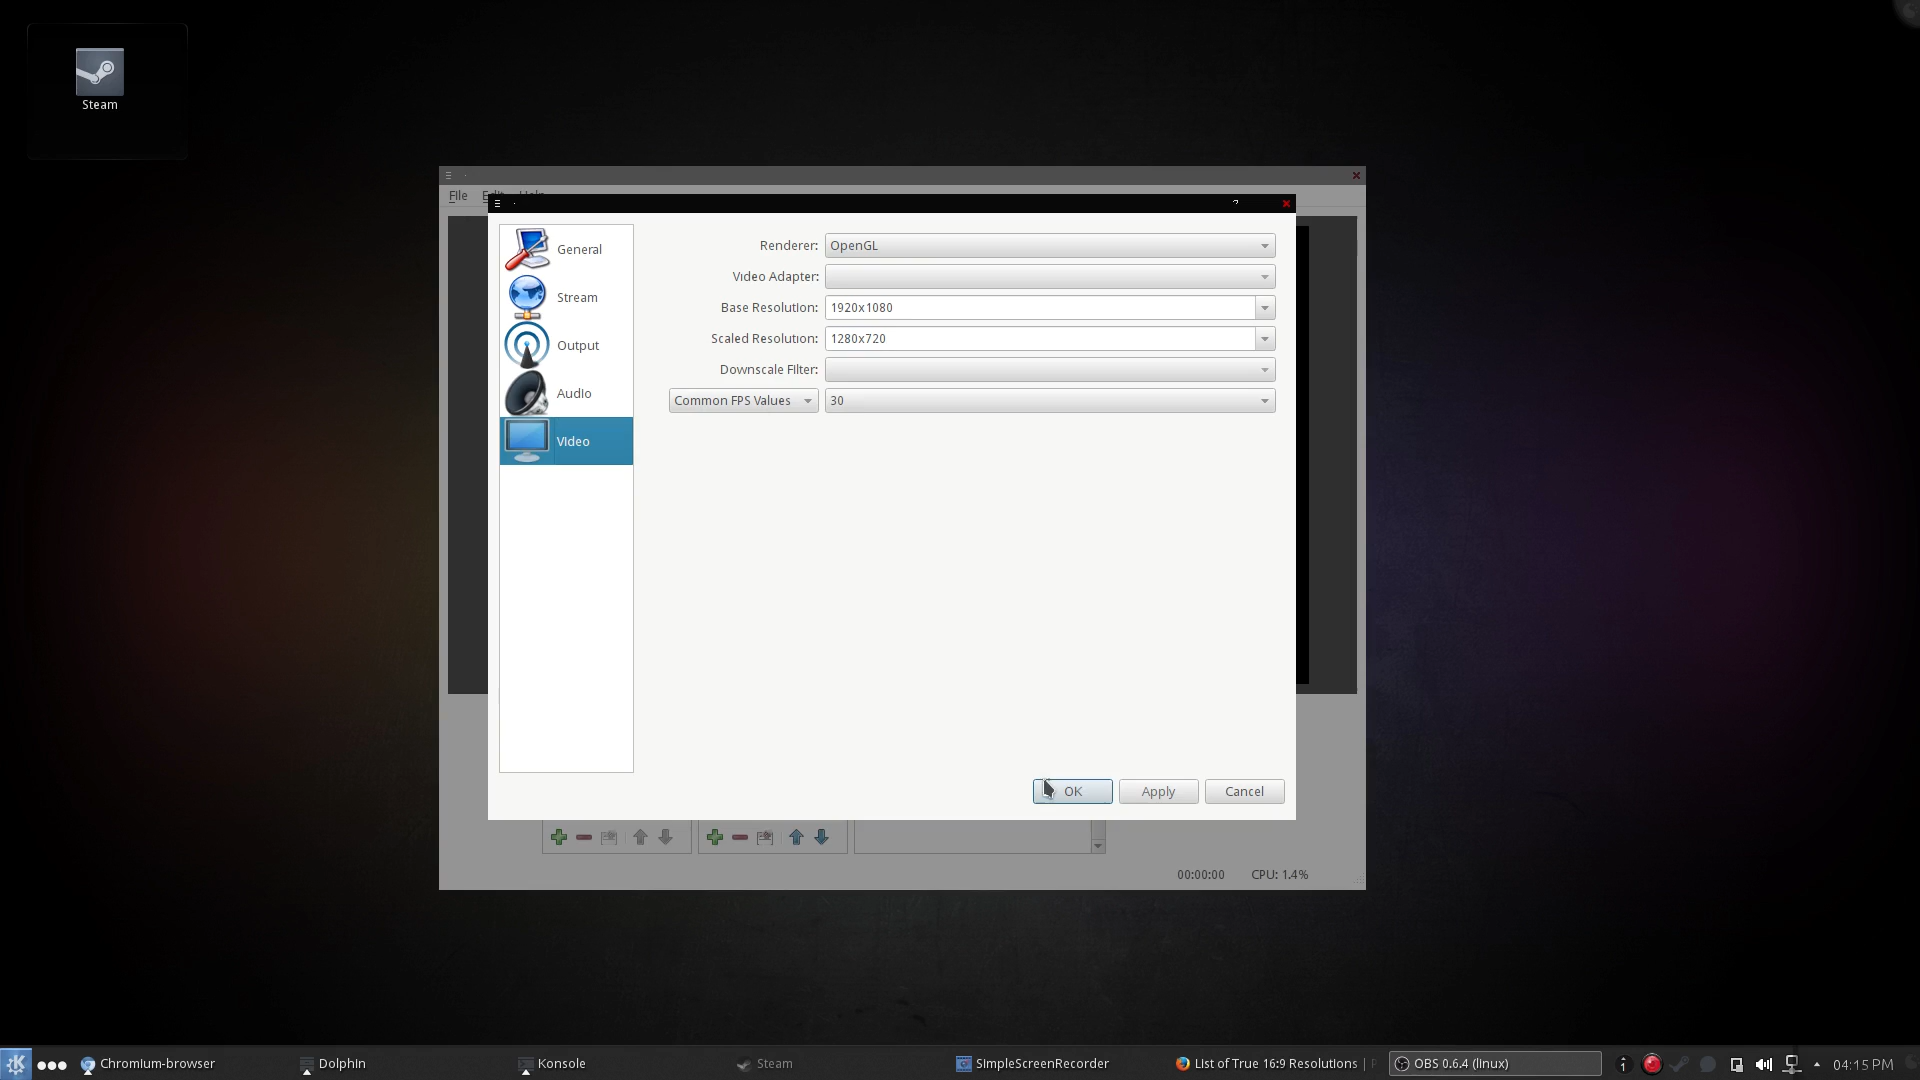 Steam
File
General
Stream
Output
Audio
Video
Renderer: OpenGL
Video Adapter:
Base Resolution: 1920x1080
Scaled Resolution: 1280x720
Downscale Filter:
Common FPS Values 30
OK Apply Cancel
00:00:00 CPU: 1.4%
Chromium-browser Dolphin Konsole Steam SimpleScreenRecorder List of True 16:9 Resolutions | OBS 0.6.4 (linux) 04:15 PM